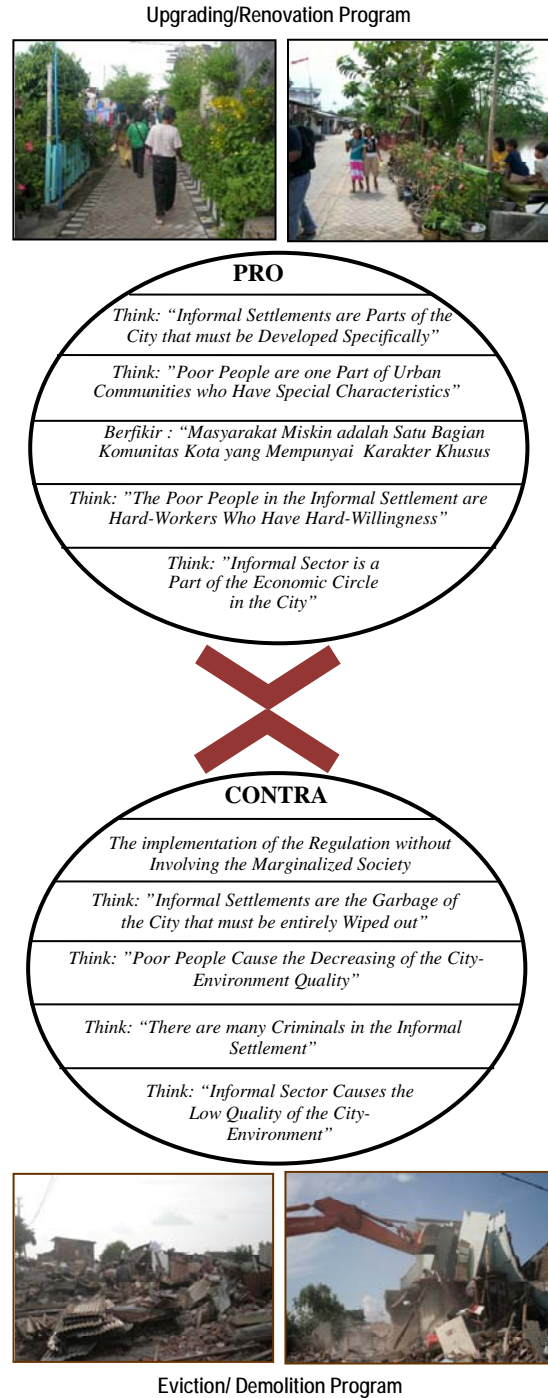 Upgrading/Renovation Program
PRO
Think: “Informal Settlements are Parts of the
City that must be Developed Specifically”
Think: ”Poor People are one Part of Urban
Communities who Have Special Characteristics”
Berfikir : “Masyarakat Miskin adalah Satu Bagian
Komunitas Kota yang Mempunyai Karakter Khusus
Think: ”The Poor People in the Informal Settlement are
Hard-Workers Who Have Hard-Willingness”
Think: ”Informal Sector is a
Part of the Economic Circle
in the City”
CONTRA
The implementation of the Regulation without
Involving the Marginalized Society
Think: ”Informal Settlements are the Garbage of
the City that must be entirely Wiped out”
Think: ”Poor People Cause the Decreasing of the City-
Environment Quality”
Think: “There are many Criminals in the Informal
Settlement”
Think: “Informal Sector Causes the
Low Quality of the City-
Environment”
Eviction/ Demolition Program